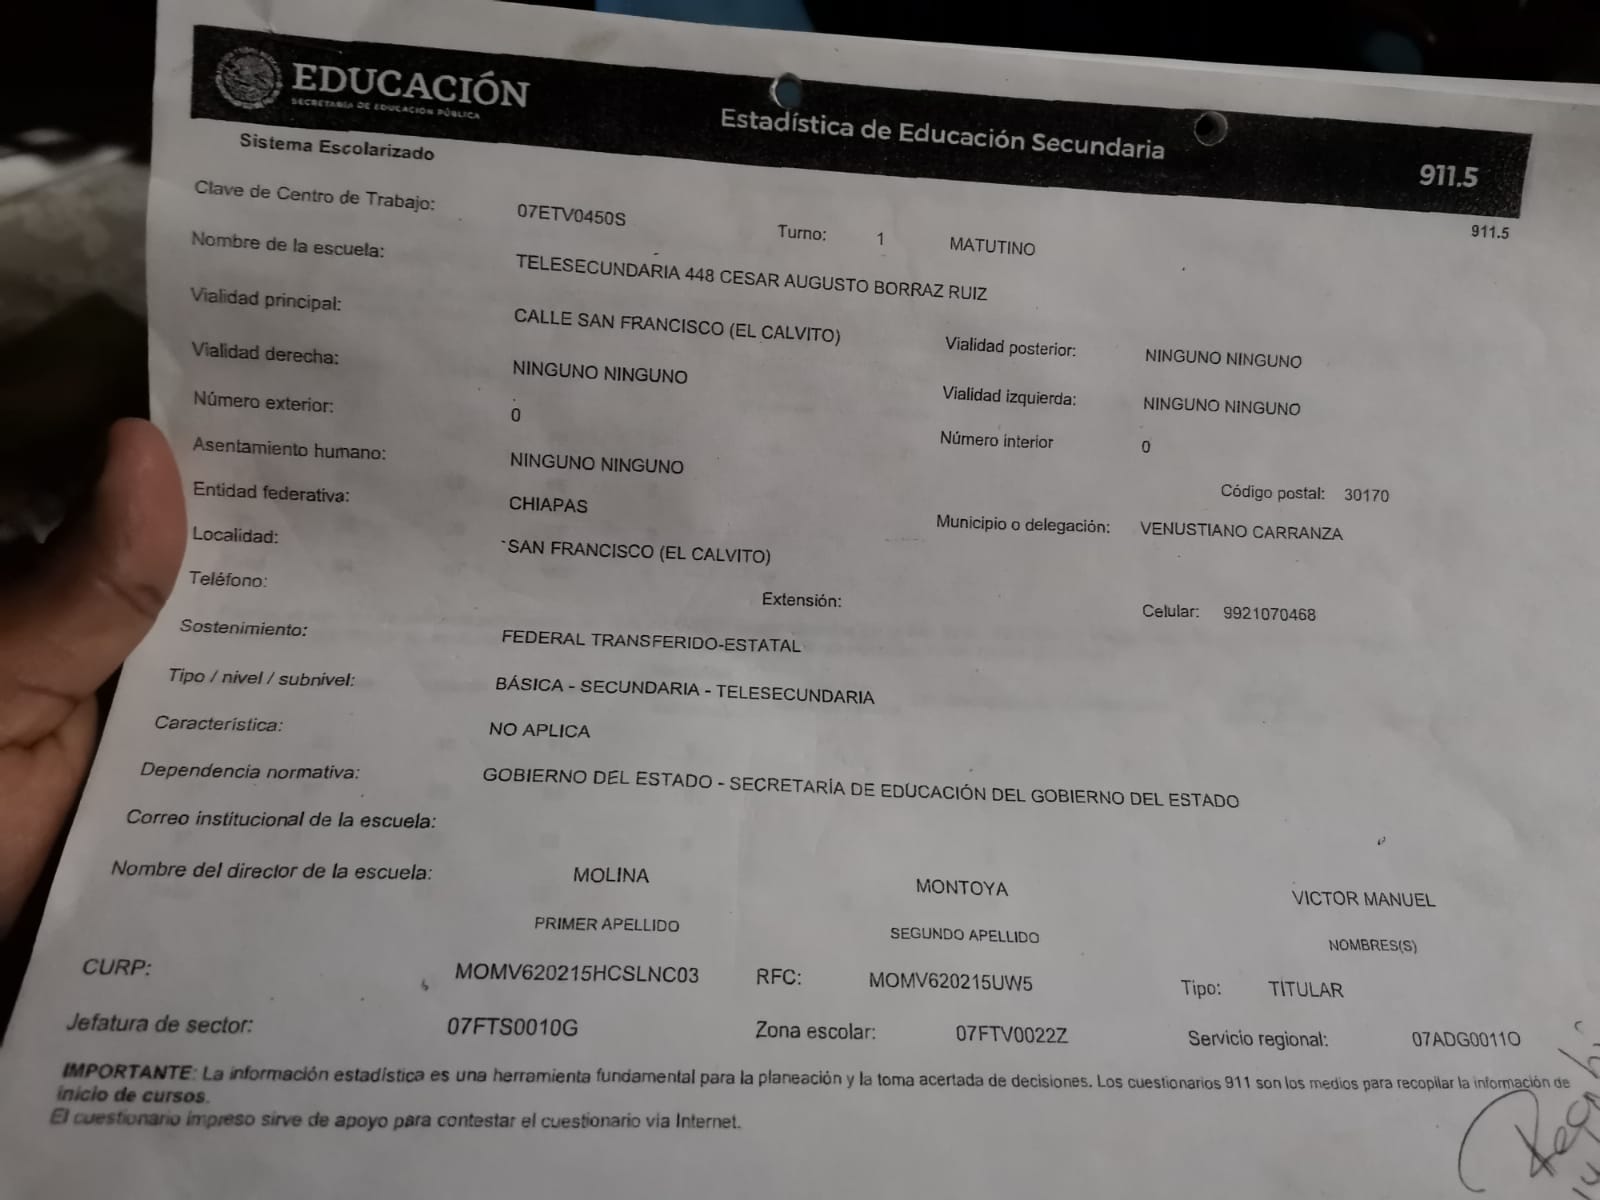 EDUCACIÓN
SECRETARÍA DE EDUCACIÓN PÚBLICA
Estadística de Educación Secundaria
911.5
Sistema Escolarizado
911.5
Clave de Centro de Trabajo: 07ETV0450S Turno: 1 MATUTINO
Nombre de la escuela: TELESECUNDARIA 448 CESAR AUGUSTO BORRAZ RUIZ
Vialidad principal: CALLE SAN FRANCISCO (EL CALVITO) Vialidad posterior: NINGUNO NINGUNO
Vialidad derecha: NINGUNO NINGUNO Vialidad izquierda: NINGUNO NINGUNO
Número exterior: 0 Número interior 0
Asentamiento humano: NINGUNO NINGUNO Código postal: 30170
Entidad federativa: CHIAPAS Municipio o delegación: VENUSTIANO CARRANZA
Localidad: SAN FRANCISCO (EL CALVITO)
Teléfono: Extensión: Celular: 9921070468
Sostenimiento: FEDERAL TRANSFERIDO-ESTATAL
Tipo / nivel / subnivel: BÁSICA - SECUNDARIA - TELESECUNDARIA
Característica: NO APLICA
Dependencia normativa: GOBIERNO DEL ESTADO - SECRETARÍA DE EDUCACIÓN DEL GOBIERNO DEL ESTADO
Correo institucional de la escuela:
Nombre del director de la escuela: MOLINA MONTOYA VICTOR MANUEL
PRIMER APELLIDO SEGUNDO APELLIDO NOMBRES(S)
CURP: MOMV620215HCSLNC03 RFC: MOMV620215UW5 Tipo: TITULAR
Jefatura de sector: 07FTS0010G Zona escolar: 07FTV0022Z Servicio regional: 07ADG0011O
IMPORTANTE: La información estadística es una herramienta fundamental para la planeación y la toma acertada de decisiones. Los cuestionarios 911 son los medios para recopilar la información de
inicio de cursos.
El cuestionario impreso sirve de apoyo para contestar el cuestionario vía Internet.